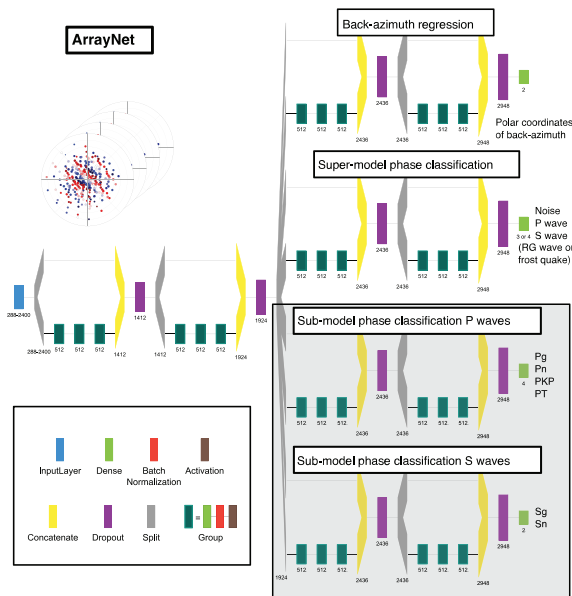 ArrayNet
288-2400
288-2400
512 512 512
1412
1412
1412
512 512 512
1924
1924
1924
Back-azimuth regression
512 512 512
2436
2436
2436
512 512 512
2948
2948
2
Polar coordinates
of back-azimuth
Super-model phase classification
512 512 512
2436
2436
2436
512 512 512
2948
2948
3 or 4
Noise
P wave
S wave
(RG wave or
frost quake)
Sub-model phase classification P waves
512 512 512
2436
2436
2436
512 512 512
2948
2948
4
Pg
Pn
PKP
PT
Sub-model phase classification S waves
512 512 512
2436
2436
2436
512 512 512
2948
2948
2
Sg
Sn
InputLayer
Dense
Batch
Normalization
Activation
Concatenate
Dropout
Split
=
Group